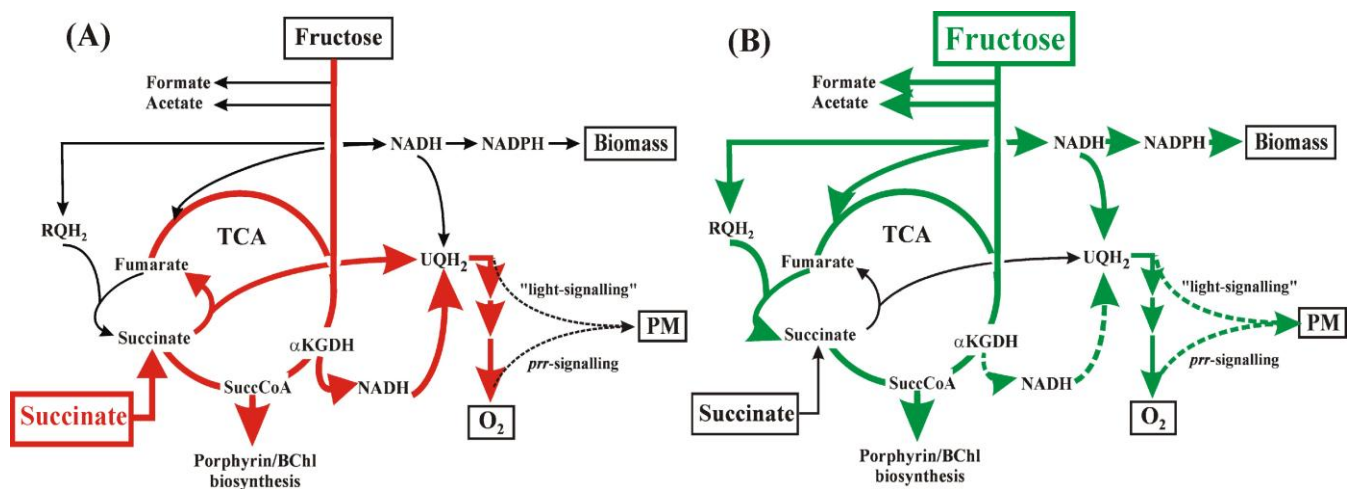 (A)
Fructose
Formate
Acetate
NADH
NADPH
Biomass
RQH2
TCA
Fumarate
UQH2
"light-signalling"
PM
Succinate
αKGDH
prr-signalling
SuccCoA
NADH
Succinate
O2
Porphyrin/BChl
biosynthesis
(B)
Fructose
Formate
Acetate
NADH
NADPH
Biomass
RQH2
TCA
Fumarate
UQH2
"light-signalling"
PM
Succinate
αKGDH
prr-signalling
SuccCoA
NADH
Succinate
O2
Porphyrin/BChl
biosynthesis